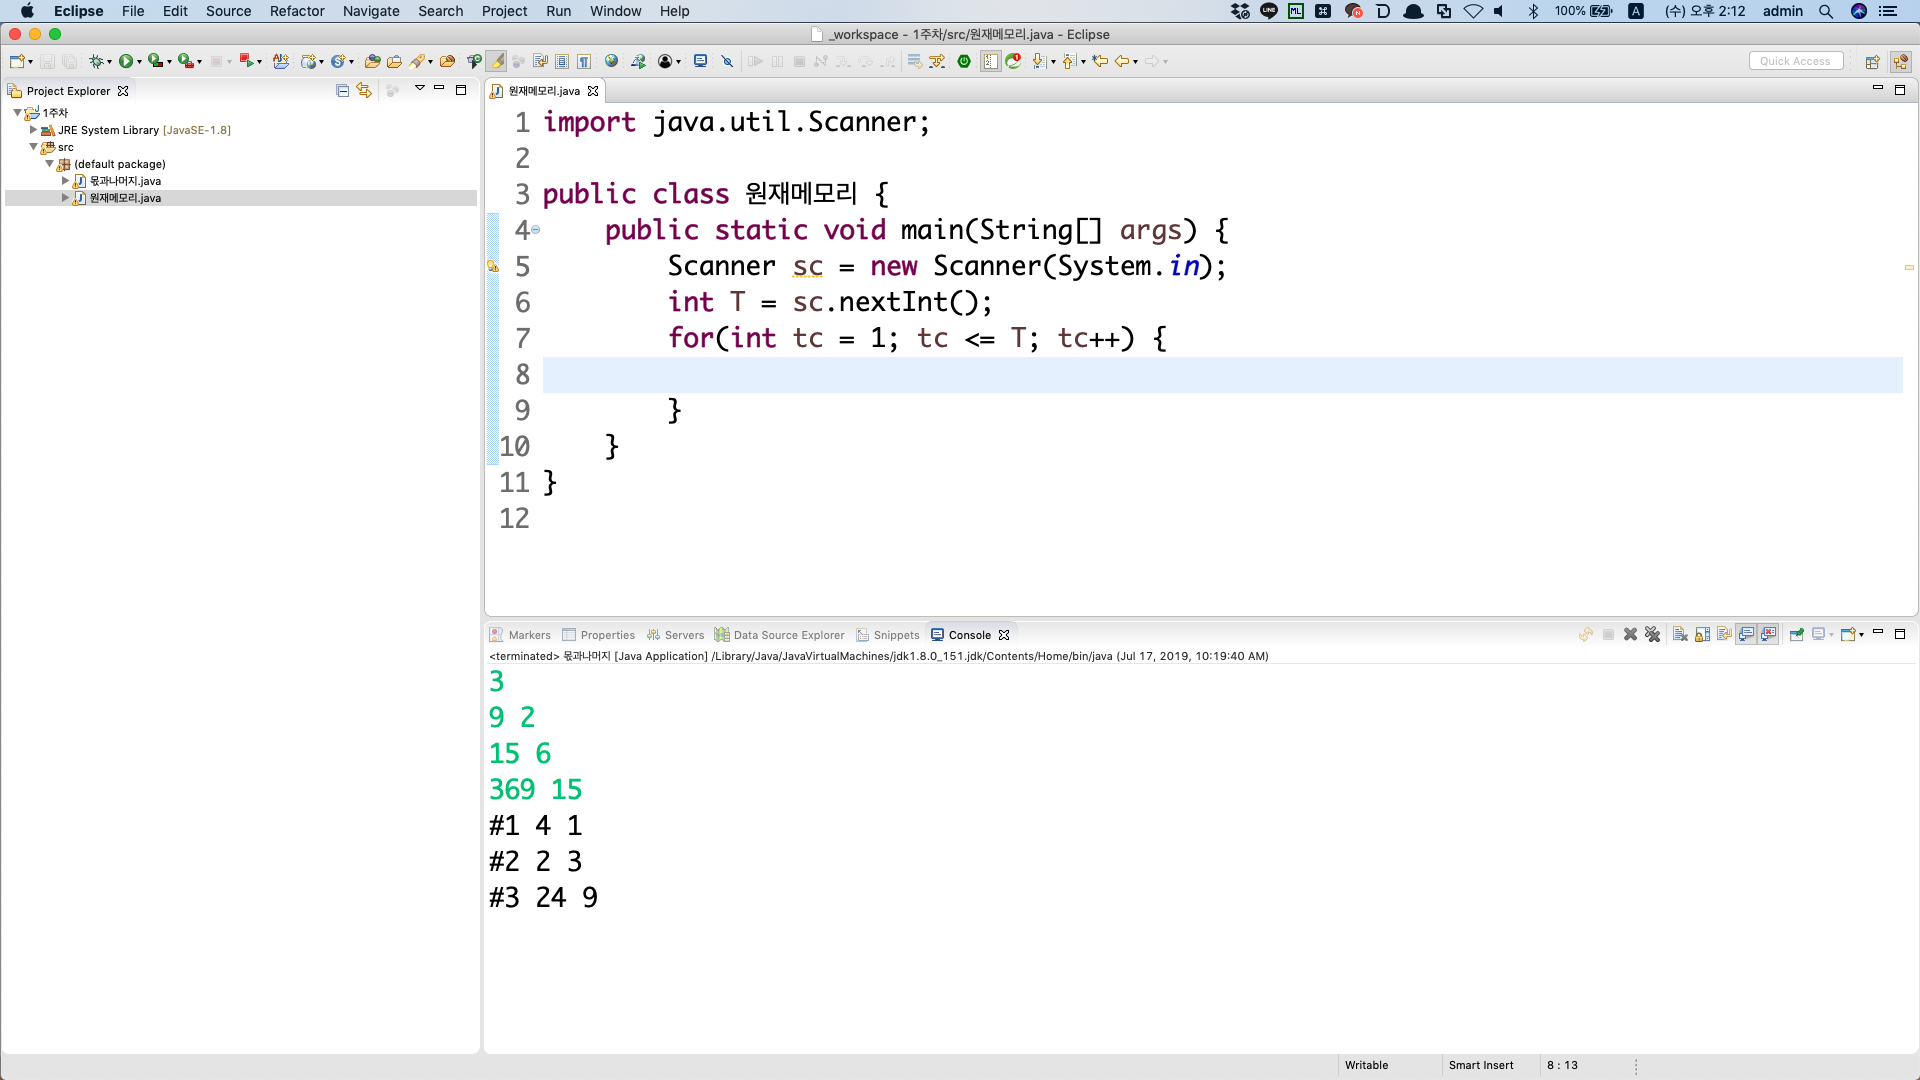 Eclipse File Edit Source Refactor Navigate Search Project Run Window Help
100% A (수) 오후 2:12 admin
_workspace - 1주차/src/원재메모리.java - Eclipse
Quick Access
Project Explorer
1주차
JRE System Library [JavaSE-1.8]
src
(default package)
몫과나머지.java
원재메모리.java
원재메모리.java
1 import java.util.Scanner;
2
3 public class 원재메모리 {
4 public static void main(String[] args) {
5 Scanner sc = new Scanner(System.in);
6 int T = sc.nextInt();
7 for(int tc = 1; tc <= T; tc++) {
8
9 }
10 }
11 }
12
Markers Properties Servers Data Source Explorer Snippets Console
<terminated> 몫과나머지 [Java Application] /Library/Java/JavaVirtualMachines/jdk1.8.0_151.jdk/Contents/Home/bin/java (Jul 17, 2019, 10:19:40 AM)
3
9 2
15 6
369 15
#1 4 1
#2 2 3
#3 24 9
Writable Smart Insert 8 : 13